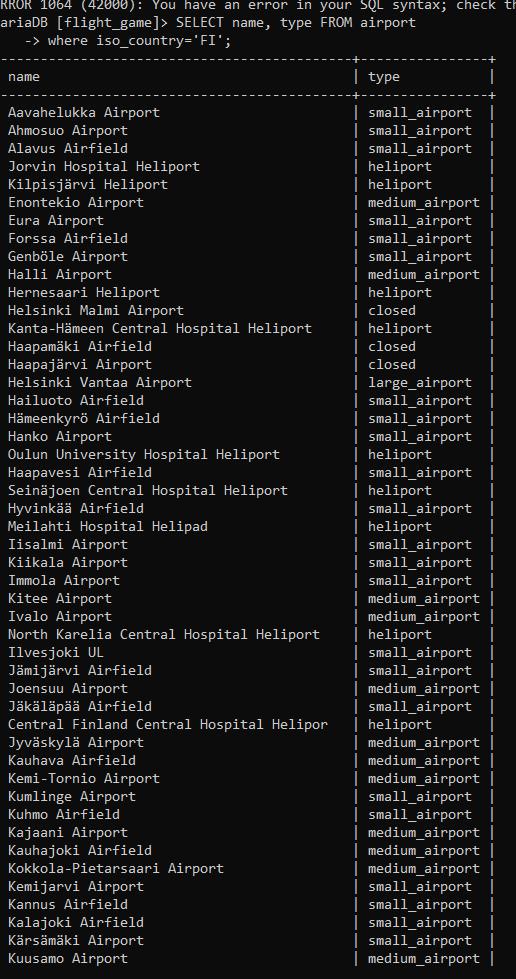 RROR 1064 (42000): You have an error in your SQL syntax; check th
ariaDB [flight_game]> SELECT name, type FROM airport
    -> where iso_country='FI';
--------------------------------------------+----------------+
 name                                       | type           |
--------------------------------------------+----------------+
 Aavahelukka Airport                        | small_airport  |
 Ahmosuo Airport                            | small_airport  |
 Alavus Airfield                            | small_airport  |
 Jorvin Hospital Heliport                   | heliport       |
 Kilpisjärvi Heliport                       | heliport       |
 Enontekio Airport                          | medium_airport |
 Eura Airport                               | small_airport  |
 Forssa Airfield                            | small_airport  |
 Genböle Airport                            | small_airport  |
 Halli Airport                              | medium_airport |
 Hernesaari Heliport                        | heliport       |
 Helsinki Malmi Airport                     | closed         |
 Kanta-Hämeen Central Hospital Heliport     | heliport       |
 Haapamäki Airfield                         | closed         |
 Haapajärvi Airport                         | closed         |
 Helsinki Vantaa Airport                    | large_airport  |
 Hailuoto Airfield                          | small_airport  |
 Hämeenkyrö Airfield                        | small_airport  |
 Hanko Airport                              | small_airport  |
 Oulun University Hospital Heliport         | heliport       |
 Haapavesi Airfield                         | small_airport  |
 Seinäjoen Central Hospital Heliport        | heliport       |
 Hyvinkää Airfield                          | small_airport  |
 Meilahti Hospital Helipad                  | heliport       |
 Iisalmi Airport                            | small_airport  |
 Kiikala Airport                            | small_airport  |
 Immola Airport                             | small_airport  |
 Kitee Airport                              | medium_airport |
 Ivalo Airport                              | medium_airport |
 North Karelia Central Hospital Heliport    | heliport       |
 Ilvesjoki UL                               | small_airport  |
 Jämijärvi Airfield                         | small_airport  |
 Joensuu Airport                            | medium_airport |
 Jäkäläpää Airfield                         | small_airport  |
 Central Finland Central Hospital Helipor   | heliport       |
 Jyväskylä Airport                          | medium_airport |
 Kauhava Airfield                           | medium_airport |
 Kemi-Tornio Airport                        | medium_airport |
 Kumlinge Airport                           | small_airport  |
 Kuhmo Airfield                             | small_airport  |
 Kajaani Airport                            | medium_airport |
 Kauhajoki Airfield                         | medium_airport |
 Kokkola-Pietarsaari Airport                | medium_airport |
 Kemijarvi Airport                          | small_airport  |
 Kannus Airfield                            | small_airport  |
 Kalajoki Airfield                          | small_airport  |
 Kärsämäki Airfield                         | small_airport  |
 Kuusamo Airport                            | medium_airport |